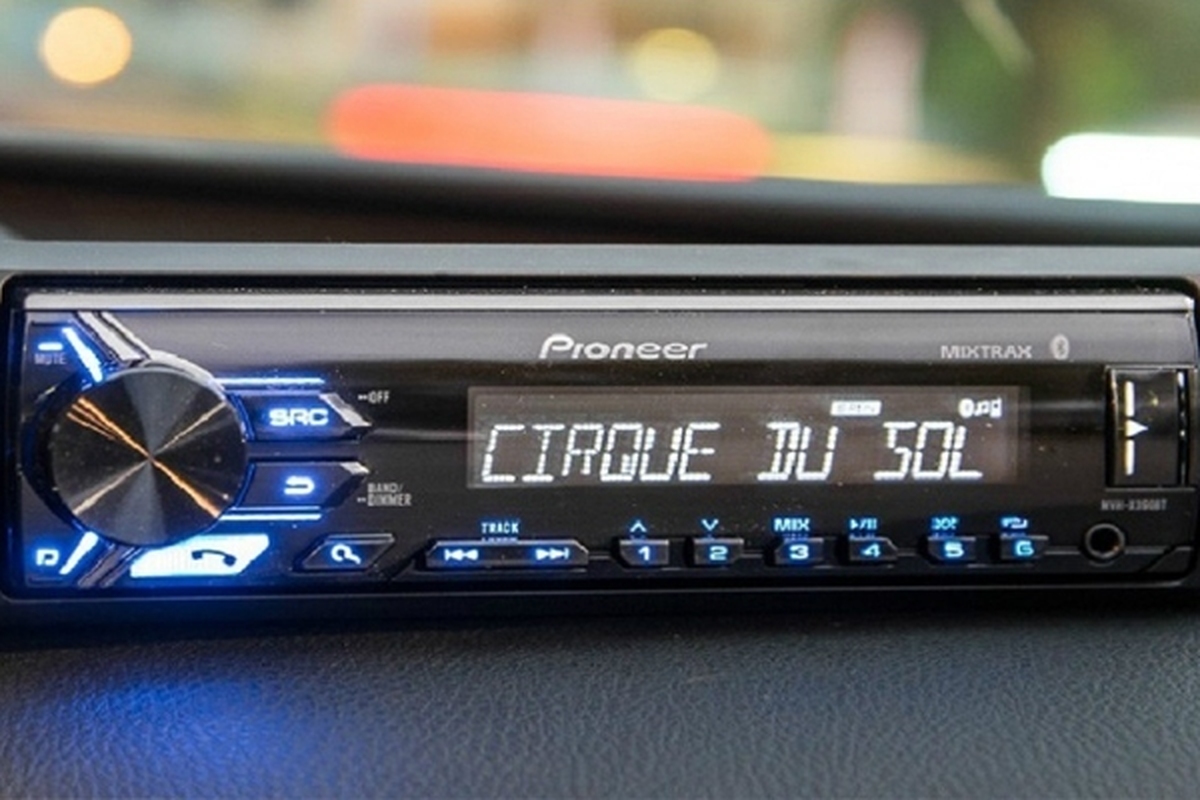 Pioneer
MIXTRAX
MUTE
SRC
OFF
BAND/
DIMMER
CIRQUE DU SOL
TRACK
MIX
1 2 3 4 5 6